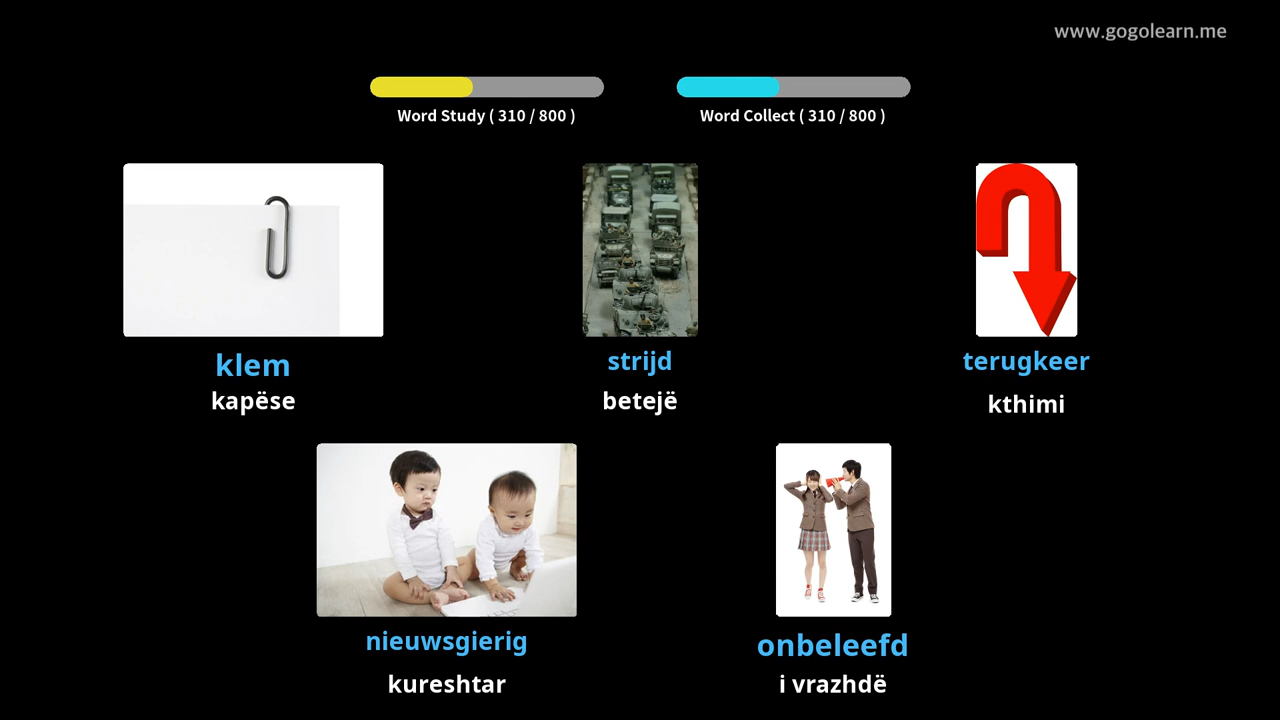 www.gogolearn.me
Word Study ( 310 / 800 )
Word Collect ( 310 / 800 )
klem
kapëse
strijd
betejë
terugkeer
kthimi
nieuwsgierig
kureshtar
onbeleefd
i vrazhdë